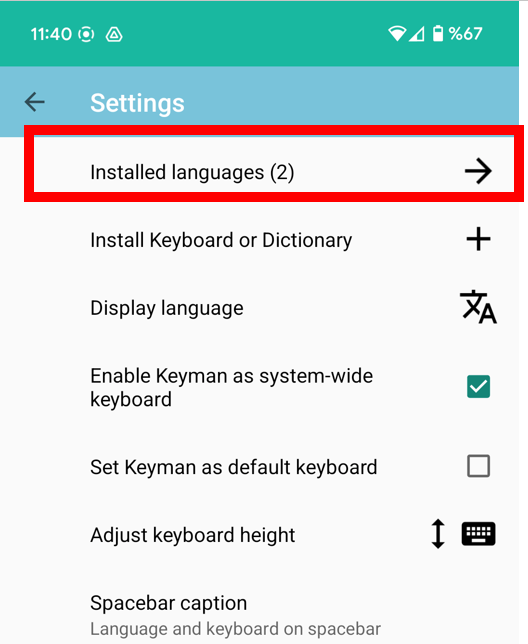 11:40 %67
Settings
Installed languages (2)
Install Keyboard or Dictionary
Display language
Enable Keyman as system-wide
keyboard
Set Keyman as default keyboard
Adjust keyboard height
Spacebar caption
Language and keyboard on spacebar